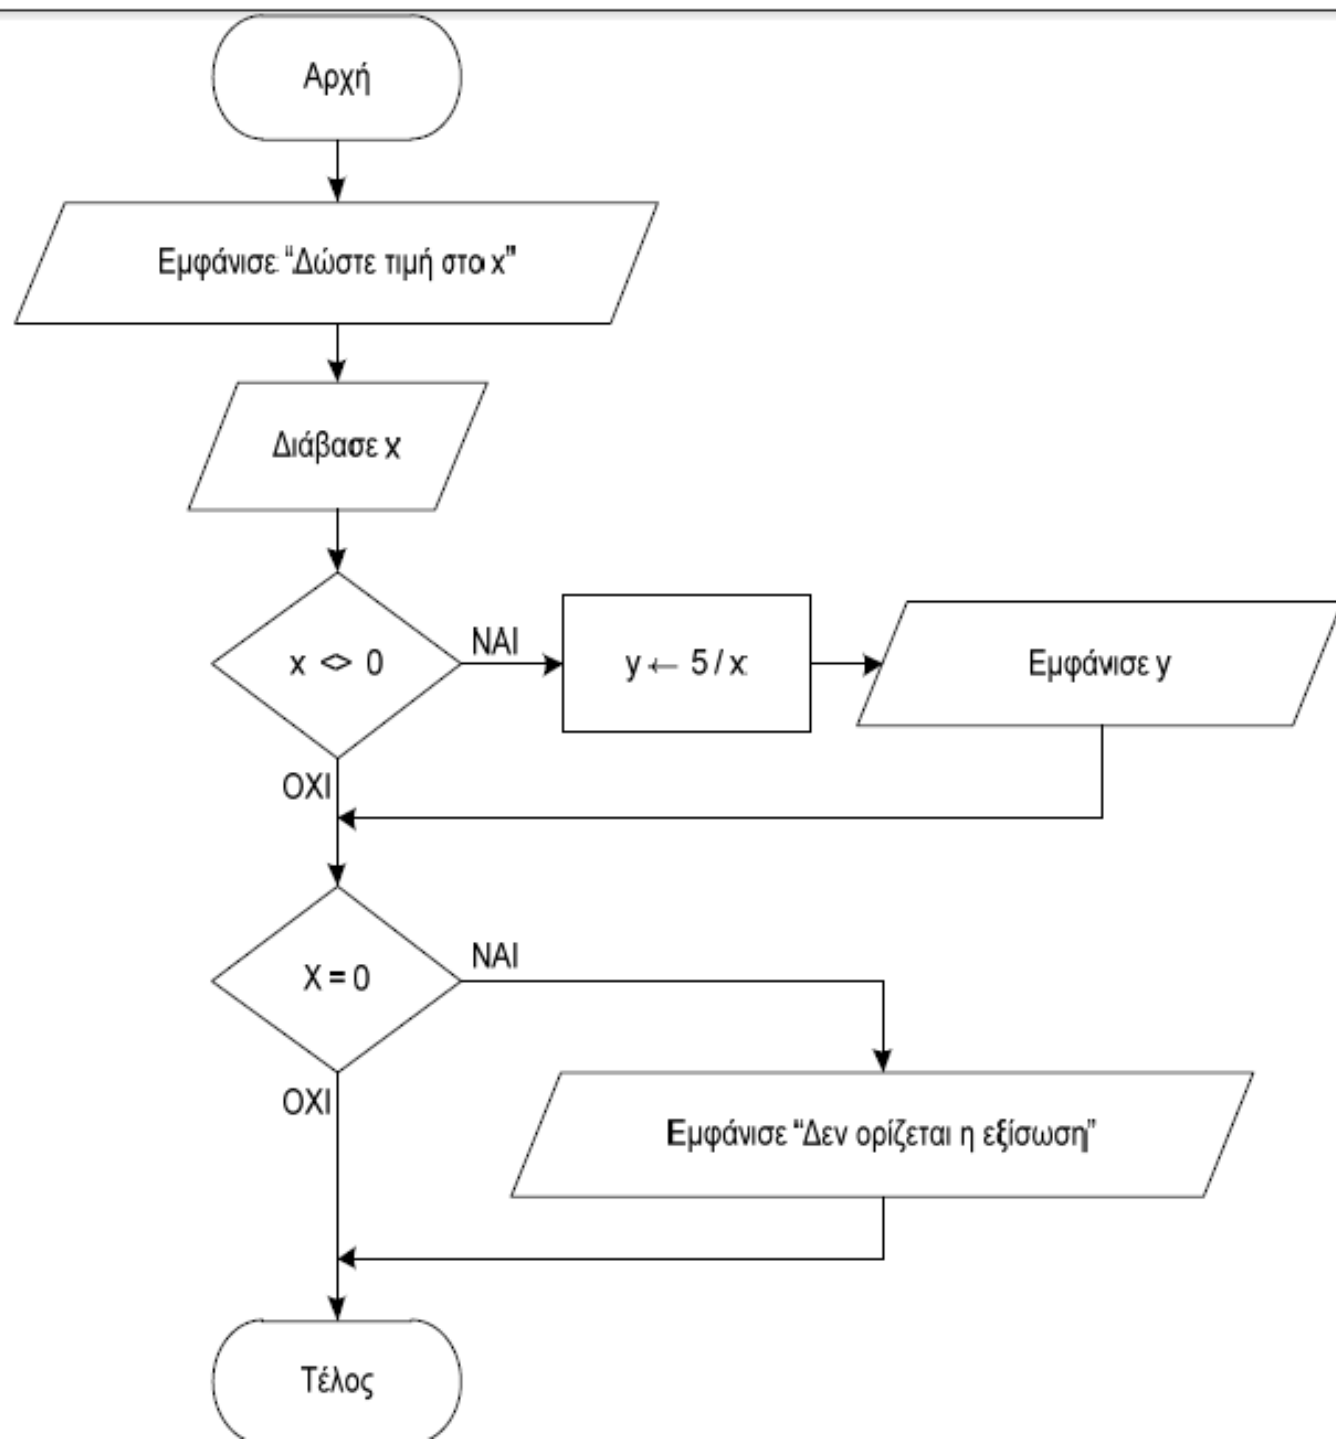 Αρχή
Εμφάνισε "Δώστε τιμή στο x"
Διάβασε x
x <> 0
ΝΑΙ
y ← 5 / x
Εμφάνισε y
ΟΧΙ
X = 0
ΝΑΙ
ΟΧΙ
Εμφάνισε "Δεν ορίζεται η εξίσωση"
Τέλος